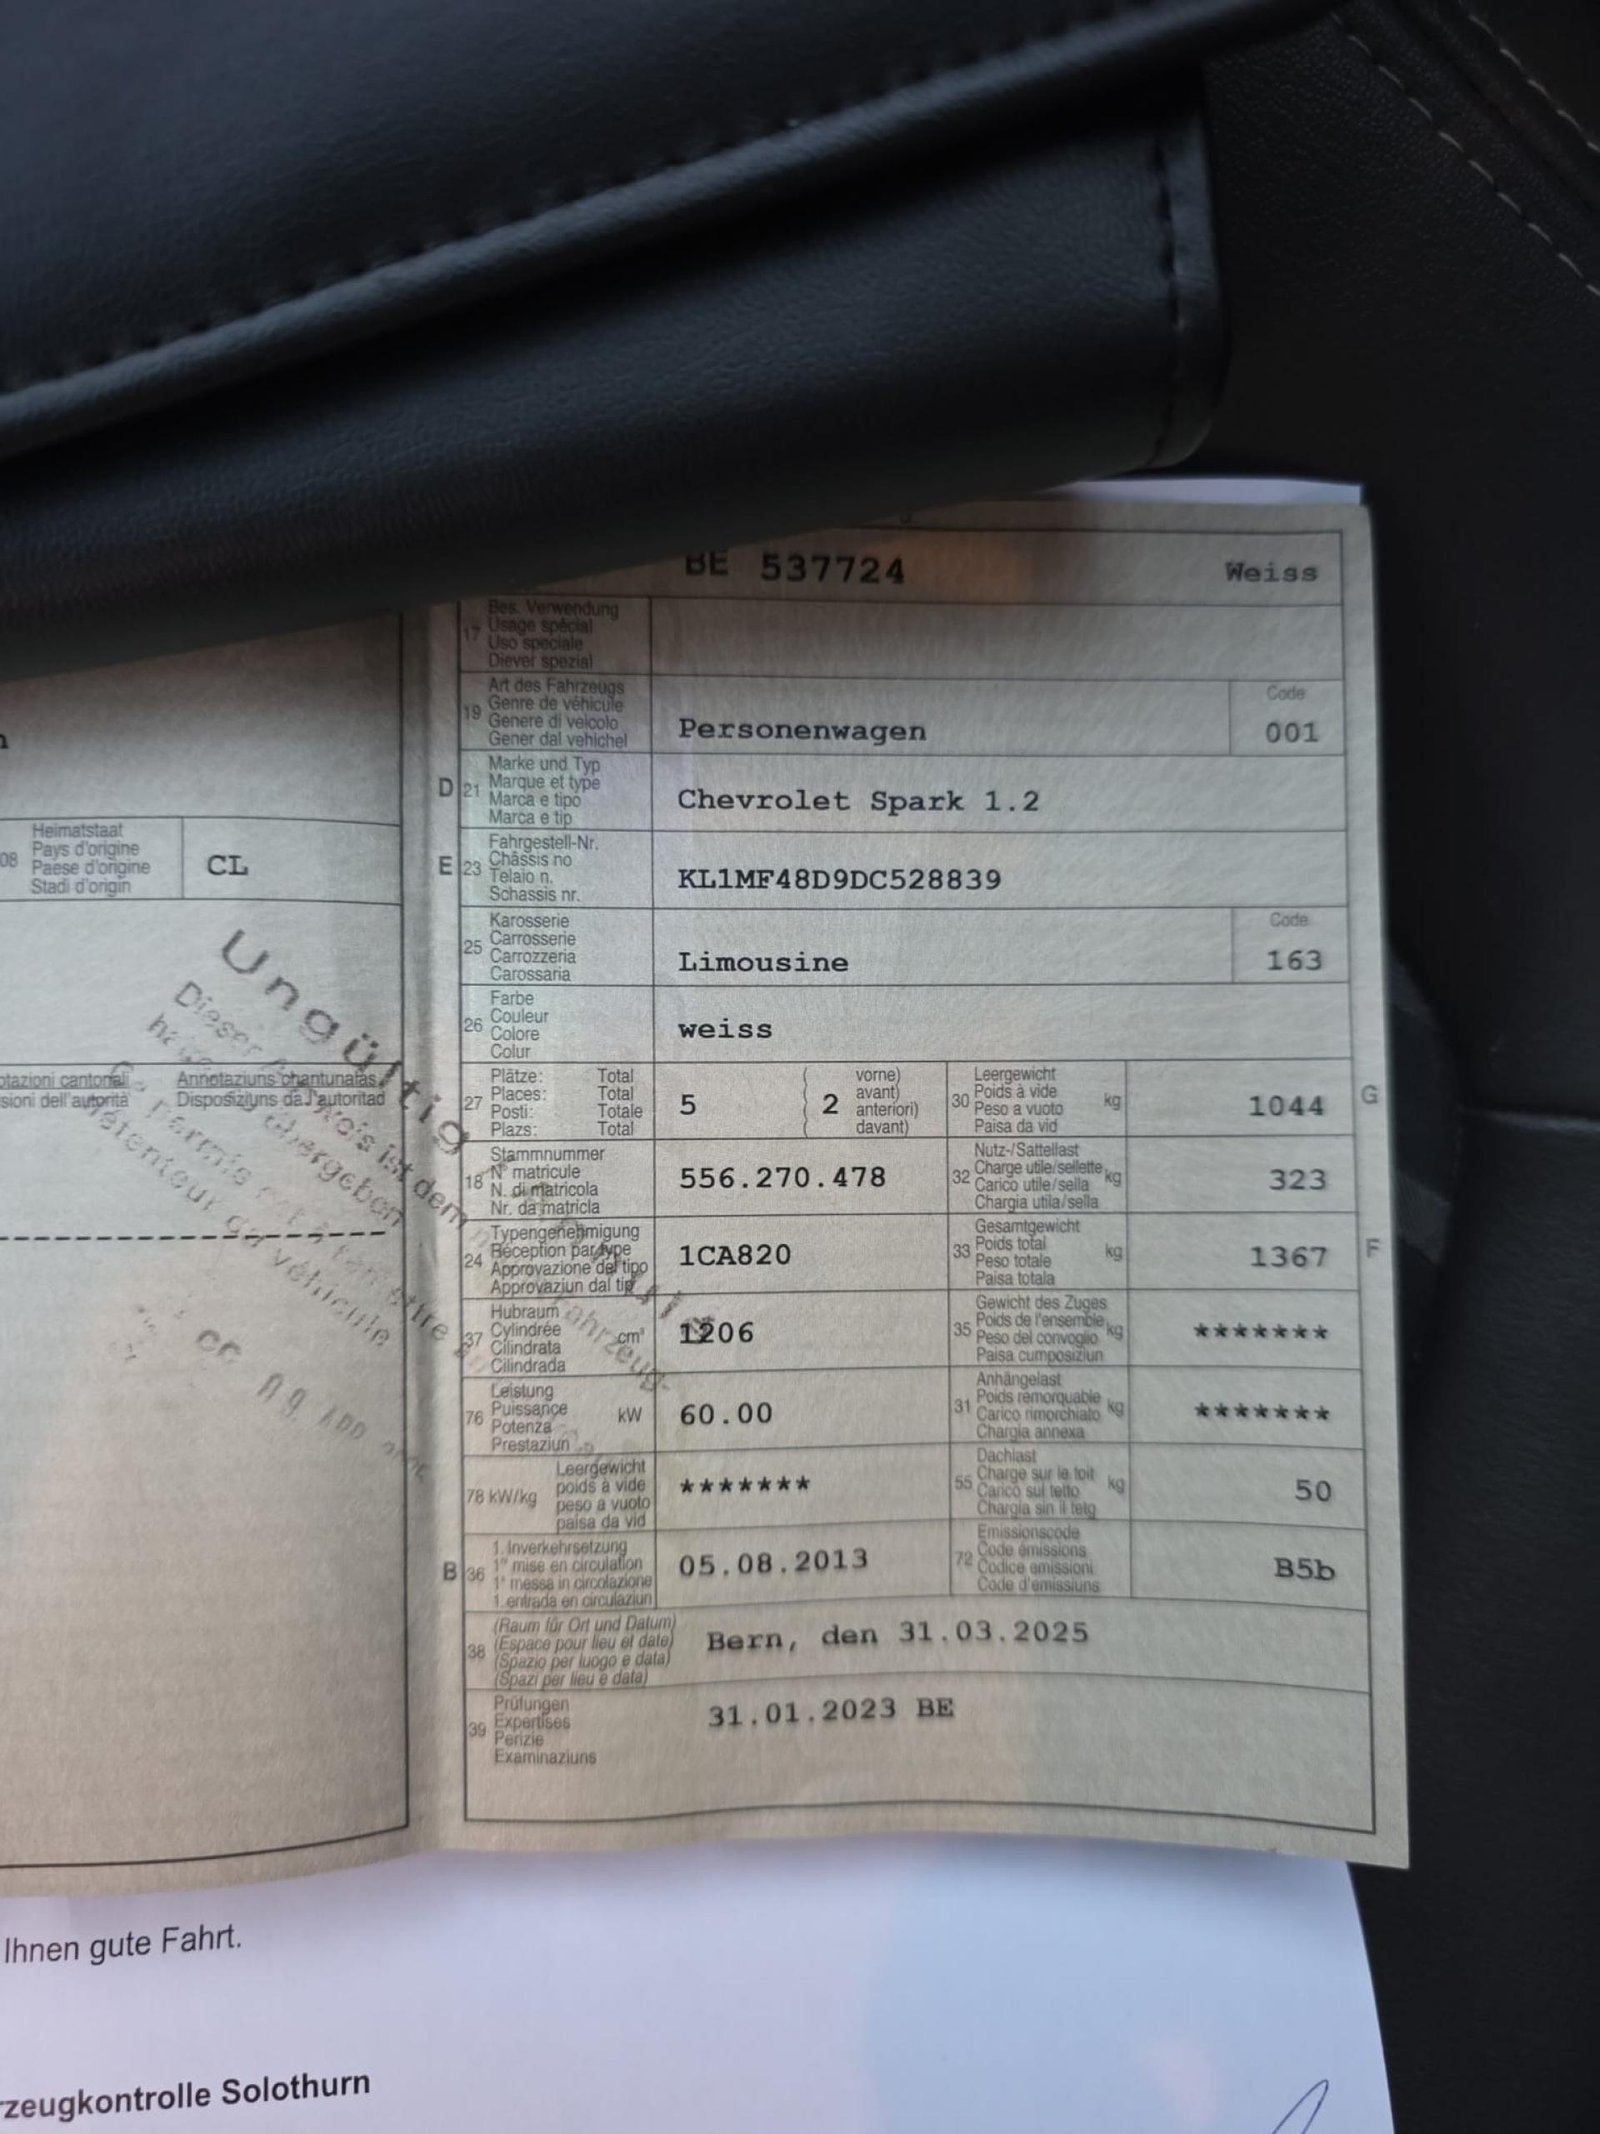 BE 537724 Weiss
17 Bes. Verwendung
Usage spécial
Uso speciale
Diever spezial
19 Art des Fahrzeugs
Genre de véhicule
Genere di veicolo
Gener dal vehichel
Personenwagen
Code
001
D 21 Marke und Typ
Marque et type
Marca e tipo
Marca e tip
Chevrolet Spark 1.2
E 23 Fahrgestell-Nr.
Châssis no
Telaio n.
Schassis nr.
KL1MF48D9DC528839
25 Karosserie
Carrosserie
Carrozzeria
Carossaria
Limousine
Code
163
26 Farbe
Couleur
Colore
Colur
weiss
27 Plätze: Total
Places: Total
Posti: Totale
Plazs: Total
5
( 2 vorne)
avant)
anteriori)
davant)
30 Leergewicht
Poids à vide
Peso a vuoto
Paisa da vid
kg
1044
G
18 Stammnummer
N° matricule
N. di matricola
Nr. da matricla
556.270.478
32 Nutz-/Sattellast
Charge utile/sellette
Carico utile/sella
Chargia utila/sella
kg
323
24 Typengenehmigung
Réception par type
Approvazione del tipo
Approvaziun dal tip
1CA820
33 Gesamtgewicht
Poids total
Peso totale
Paisa totala
kg
1367
F
37 Hubraum
Cylindrée
Cilindrata
Cilindrada
cm³
1206
35 Gewicht des Zuges
Poids de l'ensemble
Peso del convoglio
Paisa cumposiziun
kg
*******
76 Leistung
Puissance
Potenza
Prestaziun
kW
60.00
31 Anhängelast
Poids remorquable
Carico rimorchiato
Chargia annexa
kg
*******
78 kW/kg
Leergewicht
poids à vide
peso a vuoto
paisa da vid
*******
55 Dachlast
Charge sur le toit
Carico sul tetto
Chargia sin il tetg
kg
50
B 36 1. Inverkehrsetzung
1re mise en circulation
1a messa in circolazione
1. entrada en circulaziun
05.08.2013
72 Emissionscode
Code émissions
Codice emissioni
Code d'emissiuns
B5b
38 (Raum für Ort und Datum)
(Espace pour lieu et date)
(Spazio per luogo e data)
(Spazi per lieu e data)
Bern, den 31.03.2025
39 Prüfungen
Expertises
Perizie
Examinaziuns
31.01.2023 BE
08 Heimatstaat
Pays d'origine
Paese d'origine
Stadi d'origin
CL
Annotaziuns chantunalas
Disposiziuns da l'autoritad
Ungültig
Dieser Ausweis ist dem
übergeben
permis
détenteur du véhicule
Ihnen gute Fahrt.
rzeugkontrolle Solothurn